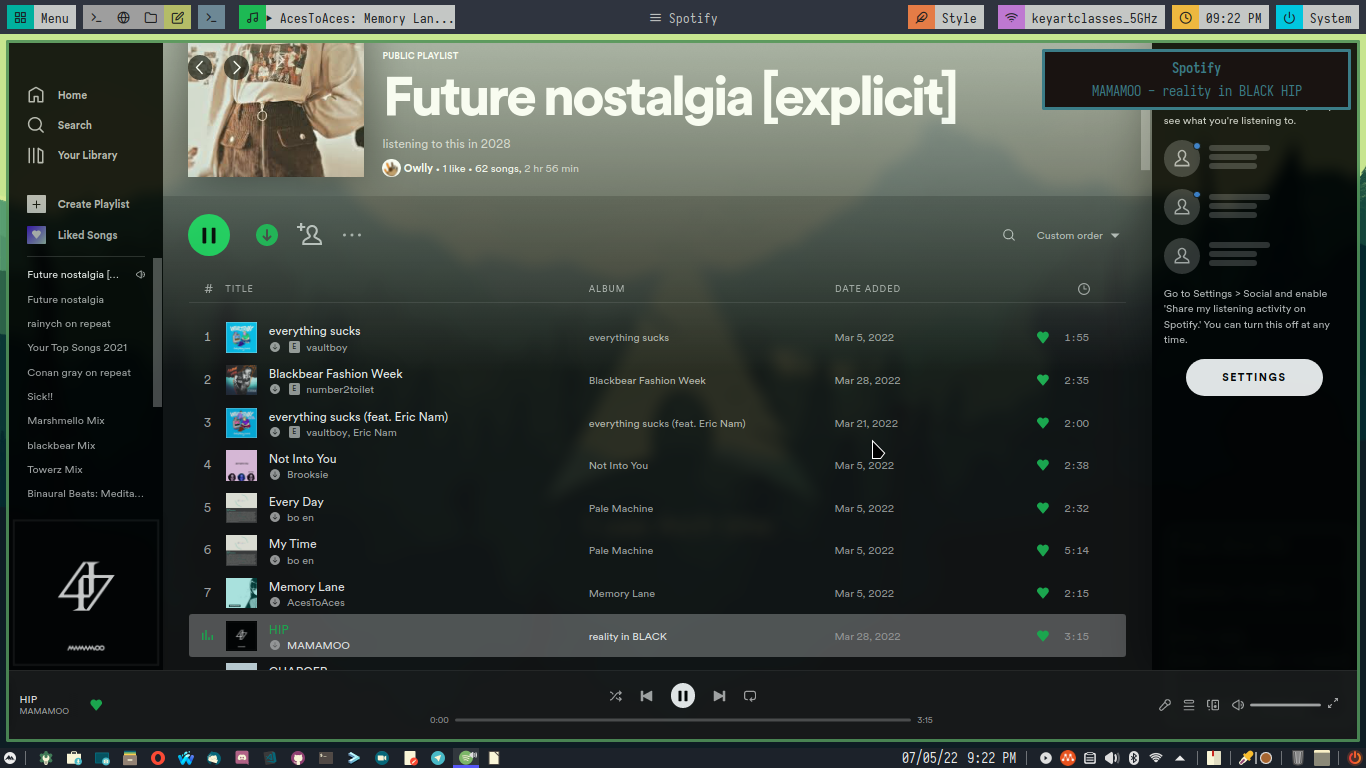 Menu
AcesToAces: Memory Lan...
Spotify
Style
keyartclasses_5GHz
09:22 PM
System
Spotify
MAMAMOO - reality in BLACK HIP
see what you're listening to.
Go to Settings > Social and enable
'Share my listening activity on
Spotify.' You can turn this off at any
time.
SETTINGS
Home
Search
Your Library
Create Playlist
Liked Songs
Future nostalgia [...
Future nostalgia
rainych on repeat
Your Top Songs 2021
Conan gray on repeat
Sick!!
Marshmello Mix
blackbear Mix
Towerz Mix
Binaural Beats: Medita...
MAMAMOO
PUBLIC PLAYLIST
Future nostalgia [explicit]
listening to this in 2028
Owlly • 1 like • 62 songs, 2 hr 56 min
Custom order
# TITLE ALBUM DATE ADDED
1 everything sucks everything sucks Mar 5, 2022 1:55
E vaultboy
2 Blackbear Fashion Week Blackbear Fashion Week Mar 28, 2022 2:35
E number2toilet
3 everything sucks (feat. Eric Nam) everything sucks (feat. Eric Nam) Mar 21, 2022 2:00
E vaultboy, Eric Nam
4 Not Into You Not Into You Mar 5, 2022 2:38
Brooksie
5 Every Day Pale Machine Mar 5, 2022 2:32
bo en
6 My Time Pale Machine Mar 5, 2022 5:14
bo en
7 Memory Lane Memory Lane Mar 5, 2022 2:15
AcesToAces
HIP reality in BLACK Mar 28, 2022 3:15
MAMAMOO
HIP
MAMAMOO
0:00 3:15
07/05/22 9:22 PM